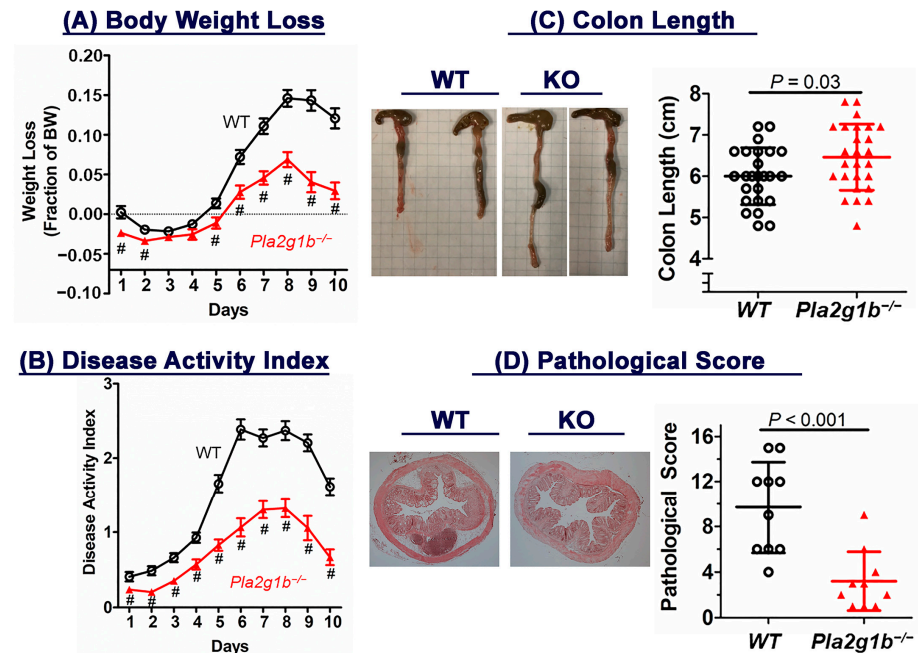 (A) Body Weight Loss
Weight Loss
(Fraction of BW)
0.20
0.15
0.10
0.05
0.00
−0.05
−0.10
WT
Pla2g1b−/−
#
#
#
#
#
#
#
#
1 2 3 4 5 6 7 8 9 10
Days
(C) Colon Length
WT
KO
P = 0.03
Colon Length (cm)
8
7
6
5
4
WT
Pla2g1b−/−
(B) Disease Activity Index
Disease Activity Index
3
2
1
0
WT
Pla2g1b−/−
#
#
#
#
#
#
#
#
#
#
1 2 3 4 5 6 7 8 9 10
Days
(D) Pathological Score
WT
KO
P < 0.001
Pathological Score
16
12
8
4
0
WT
Pla2g1b−/−